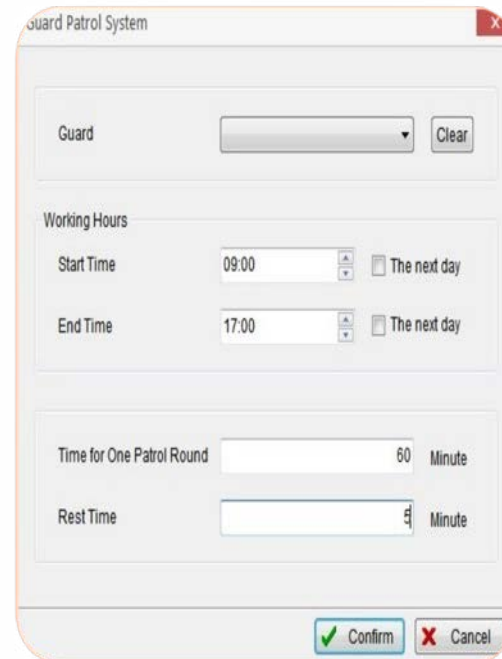 Guard Patrol System
Guard Clear
Working Hours
Start Time 09:00 The next day
End Time 17:00 The next day
Time for One Patrol Round 60 Minute
Rest Time 5 Minute
Confirm Cancel